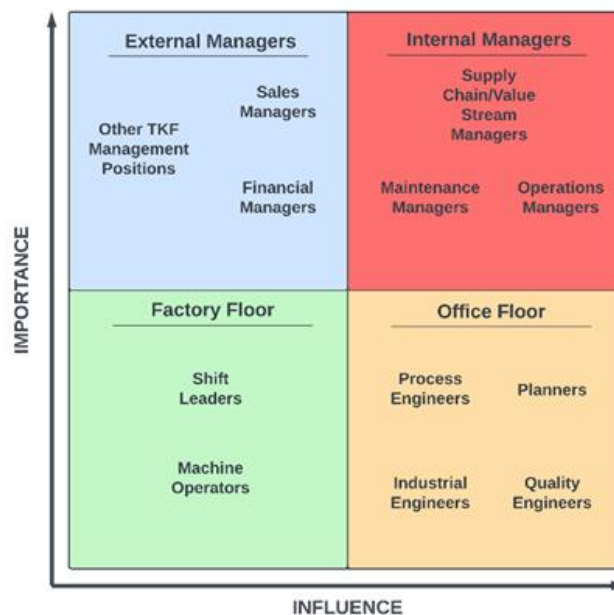 External Managers
Sales
Managers
Other TKF
Management
Positions
Financial
Managers
Internal Managers
Supply
Chain/Value
Stream
Managers
Maintenance
Managers
Operations
Managers
IMPORTANCE
Factory Floor
Shift
Leaders
Machine
Operators
Office Floor
Process
Engineers
Planners
Industrial
Engineers
Quality
Engineers
INFLUENCE